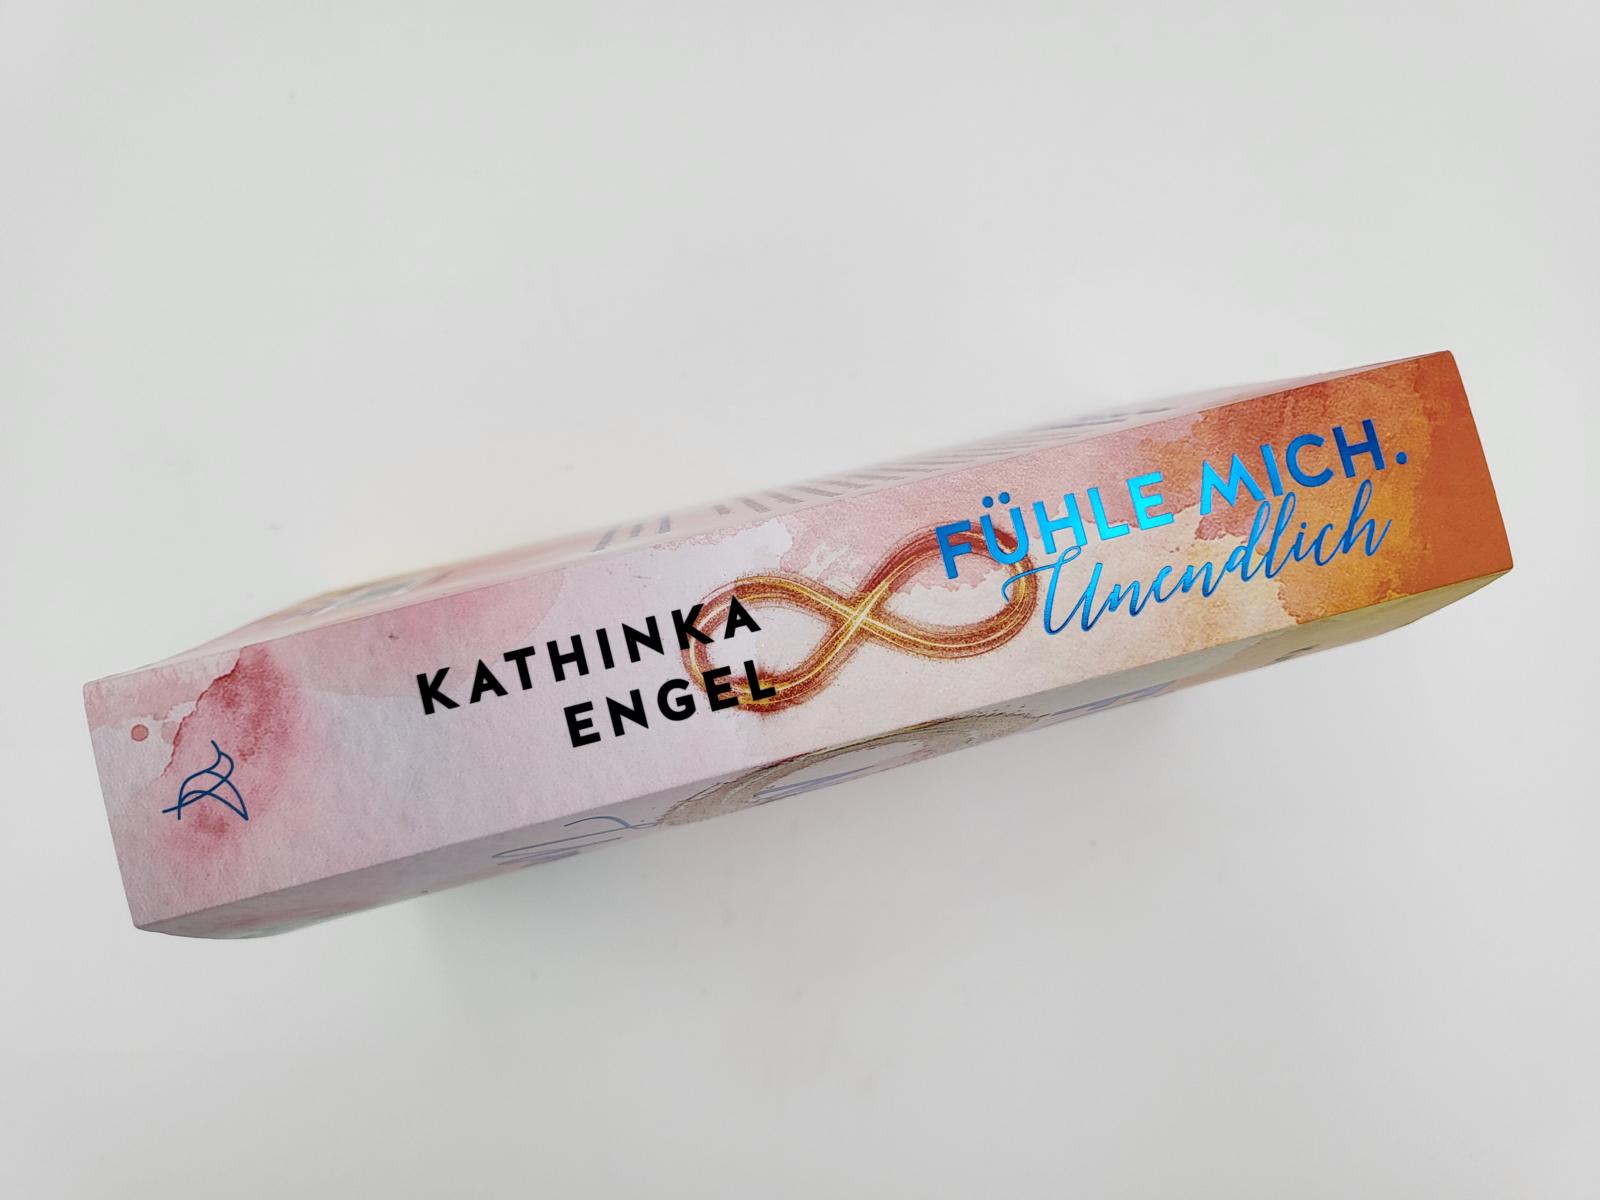 KATHINKA
ENGEL
FÜHLE MICH.
Unendlich